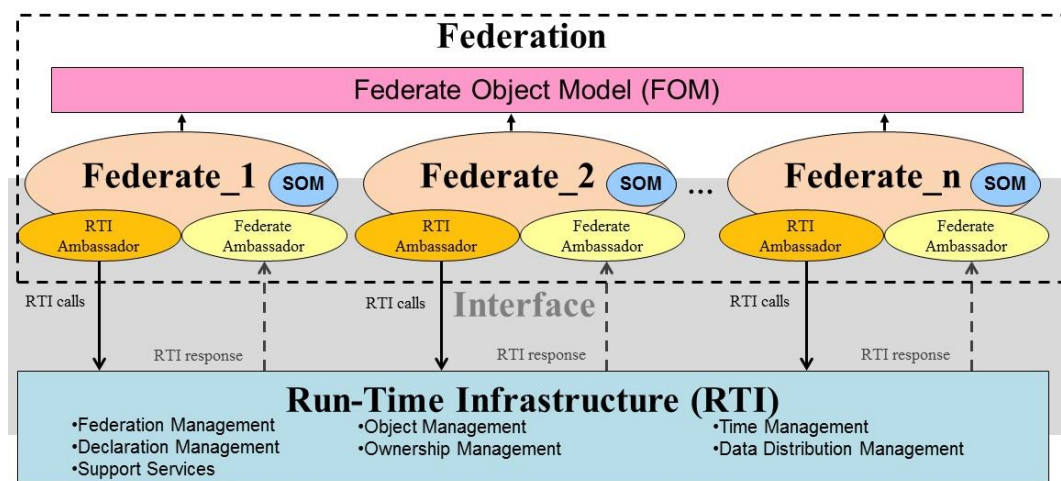 Federation
Federate Object Model (FOM)
Federate_1
SOM
Federate_2
SOM
...
Federate_n
SOM
RTI
Ambassador
Federate
Ambassador
RTI
Ambassador
Federate
Ambassador
RTI
Ambassador
Federate
Ambassador
RTI calls
RTI calls
Interface
RTI calls
RTI response
RTI response
RTI response
Run-Time Infrastructure (RTI)
•Federation Management
•Declaration Management
•Support Services
•Object Management
•Ownership Management
•Time Management
•Data Distribution Management